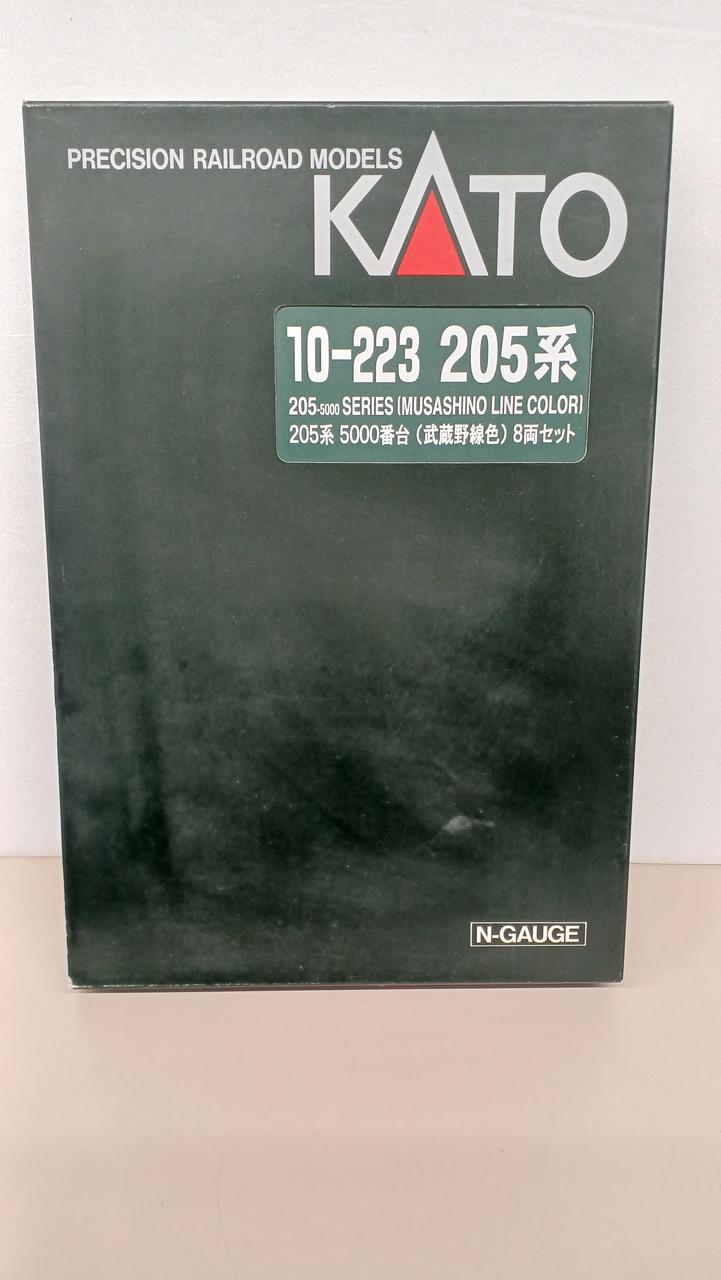 PRECISION RAILROAD MODELS
KATO
10-223 205系
205-5000 SERIES (MUSASHINO LINE COLOR)
205系 5000番台 (武蔵野線色) 8両セット
N-GAUGE